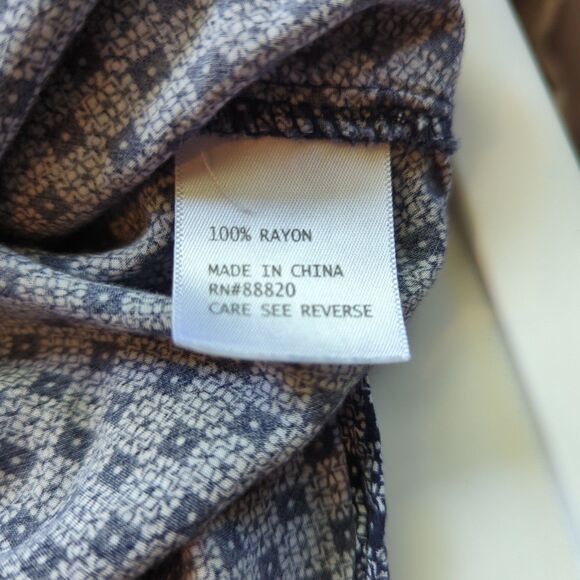 100% RAYON
MADE IN CHINA
RN#88820
CARE SEE REVERSE